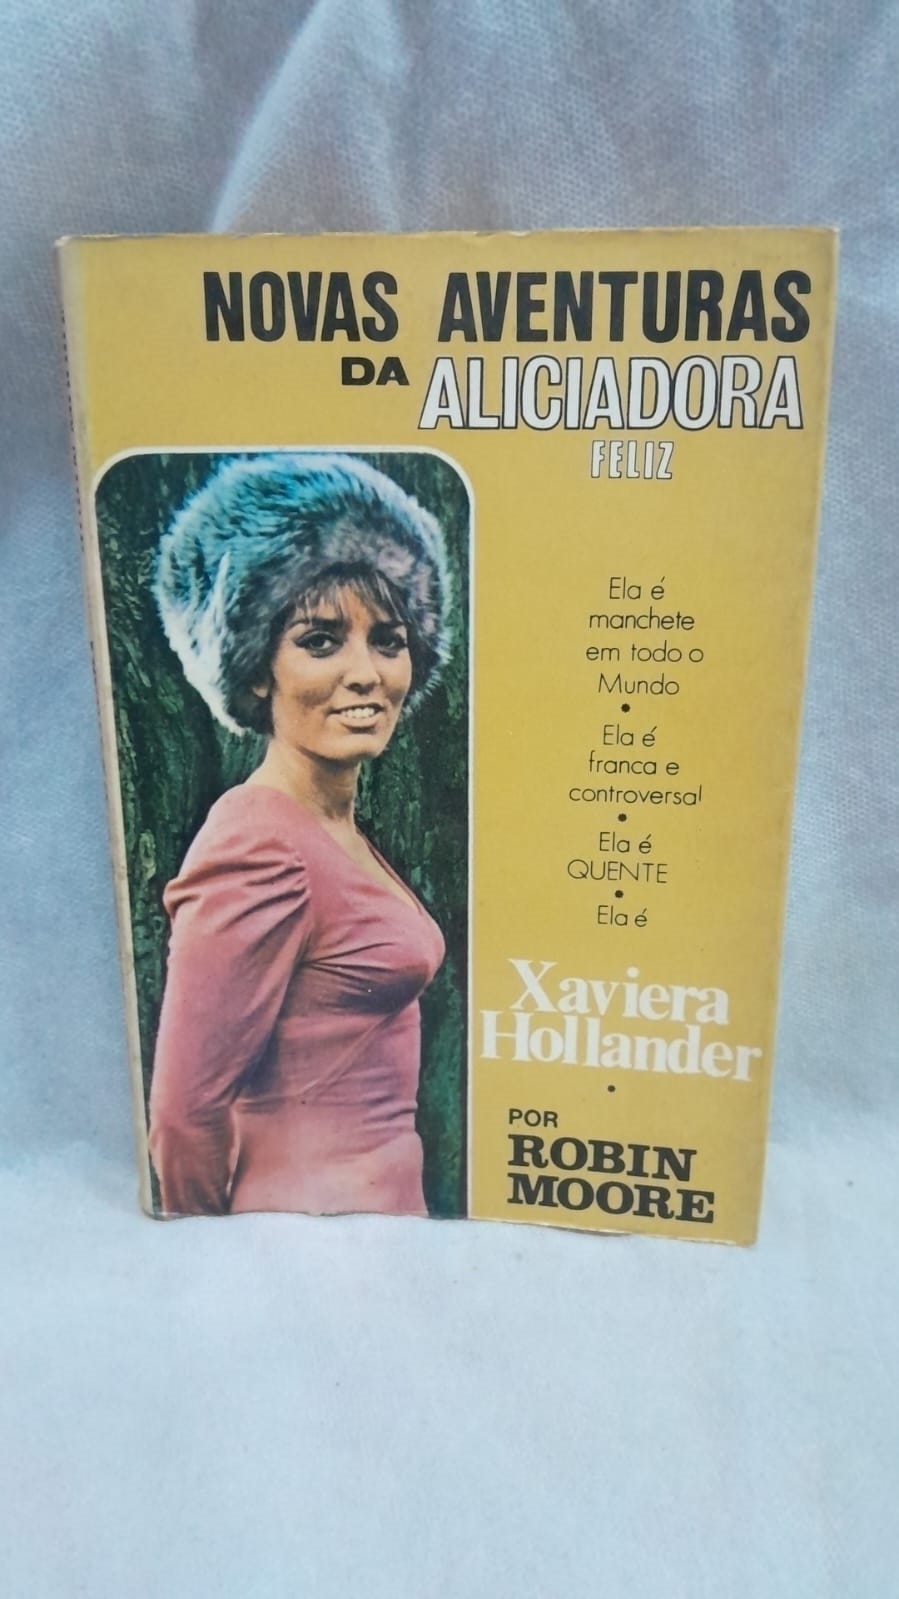 NOVAS AVENTURAS
DA ALICIADORA
FELIZ
Ela é
manchete
em todo o
Mundo
•
Ela é
franca e
controversal
•
Ela é
QUENTE
•
Ela é
Xaviera
Hollander
•
POR
ROBIN
MOORE